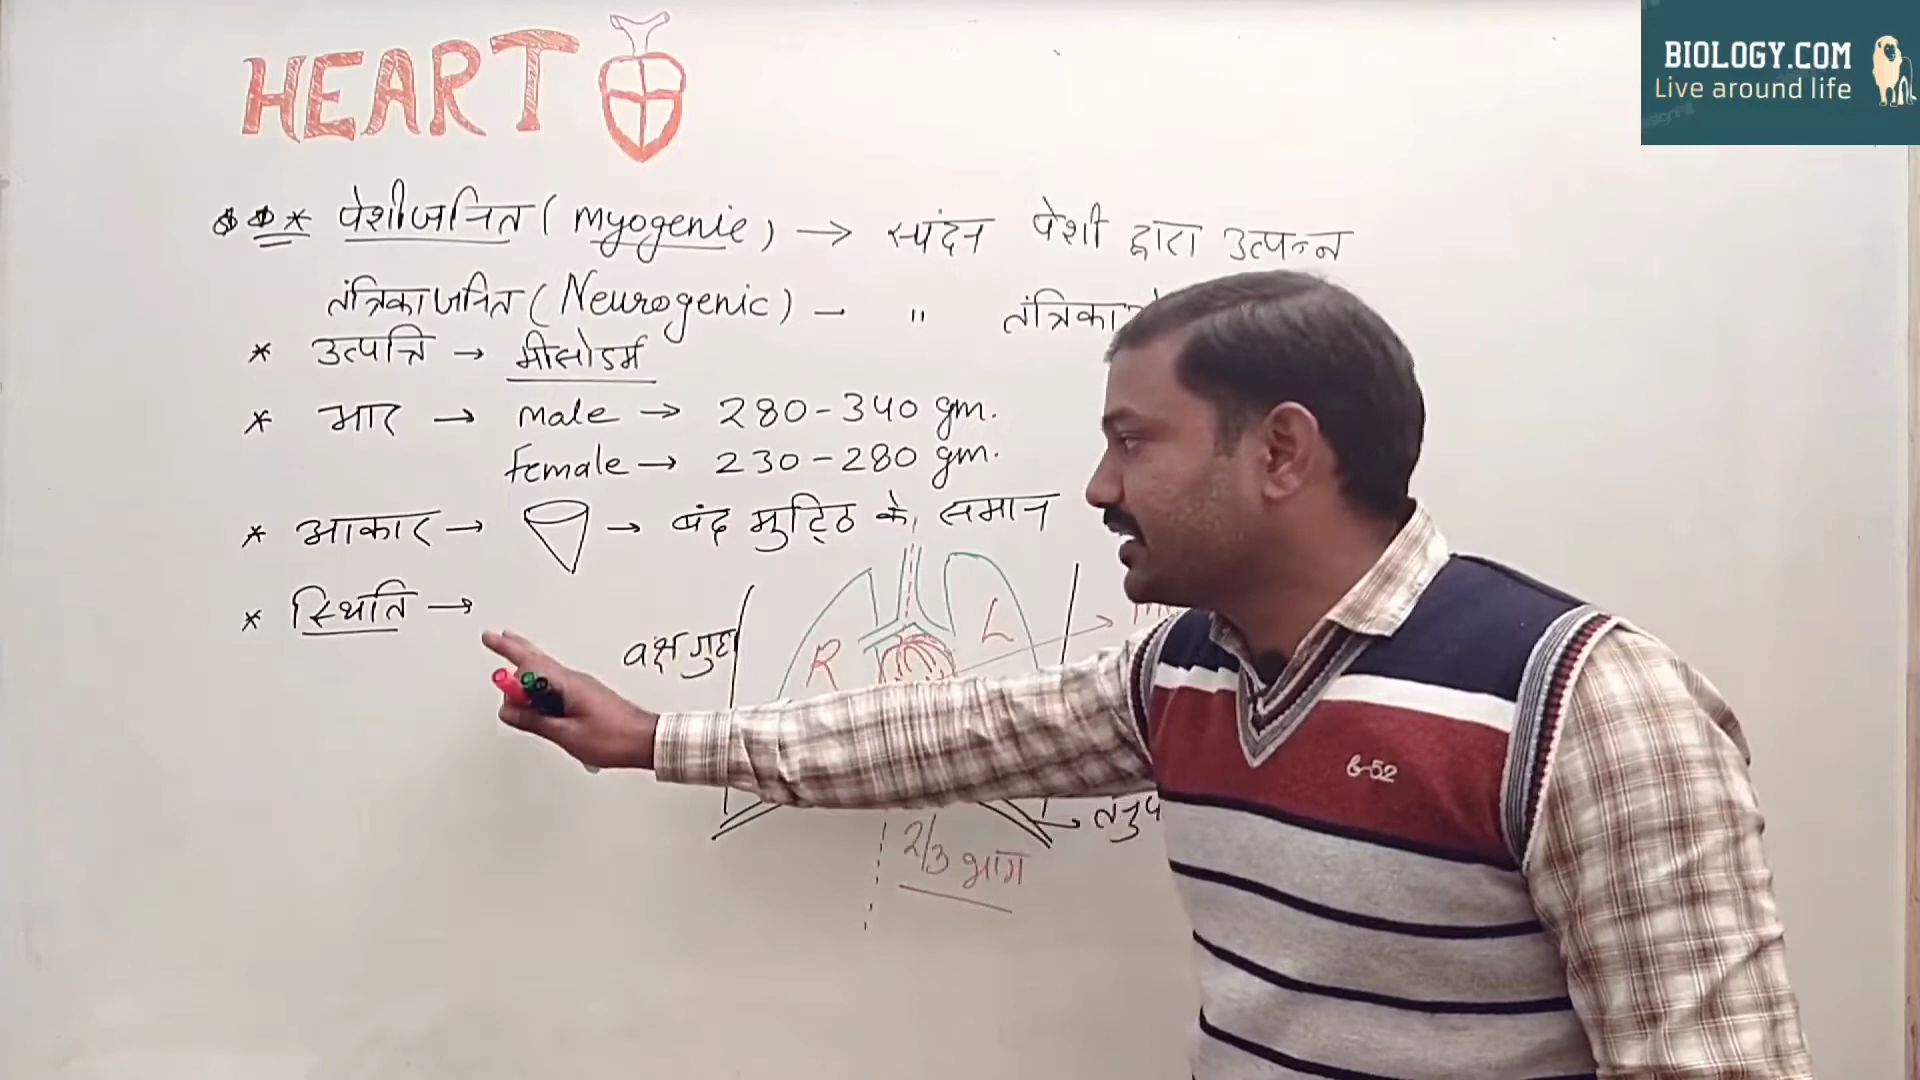 HEART
BIOLOGY.COM
Live around life
* पेशीजनित (myogenic) → स्पंदन पेशी द्वारा उत्पन्न
तंत्रिकाजनित (Neurogenic) - " तंत्रिका
* उत्पत्ति → मीसोडर्म
* भार → male → 280-340 gm.
female → 230-280 gm.
* आकार → → बंद मुट्ठि के समान
* स्थिति →
वक्ष गुहा
R
L
2/3 भाग
b-52